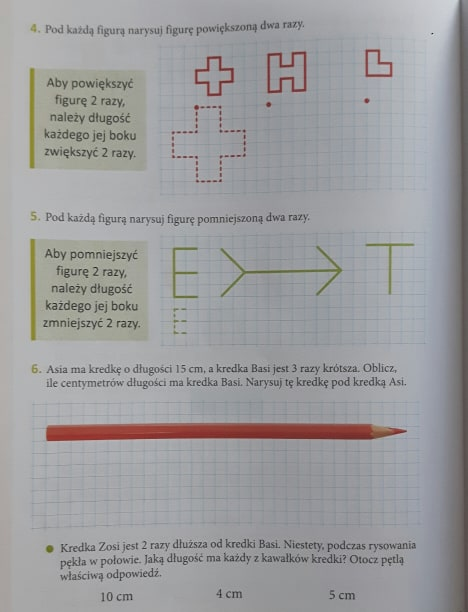 4. Pod każdą figurą narysuj figurę powiększoną dwa razy.
Aby powiększyć
figurę 2 razy,
należy długość
każdego jej boku
zwiększyć 2 razy.
5. Pod każdą figurą narysuj figurę pomniejszoną dwa razy.
Aby pomniejszyć
figurę 2 razy,
należy długość
każdego jej boku
zmniejszyć 2 razy.
6. Asia ma kredkę o długości 15 cm, a kredka Basi jest 3 razy krótsza. Oblicz,
ile centymetrów długości ma kredka Basi. Narysuj tę kredkę pod kredką Asi.
Kredka Zosi jest 2 razy dłuższa od kredki Basi. Niestety, podczas rysowania
pękła w połowie. Jaką długość ma każdy z kawałków kredki? Otocz pętlą
właściwą odpowiedź.
10 cm 4 cm 5 cm